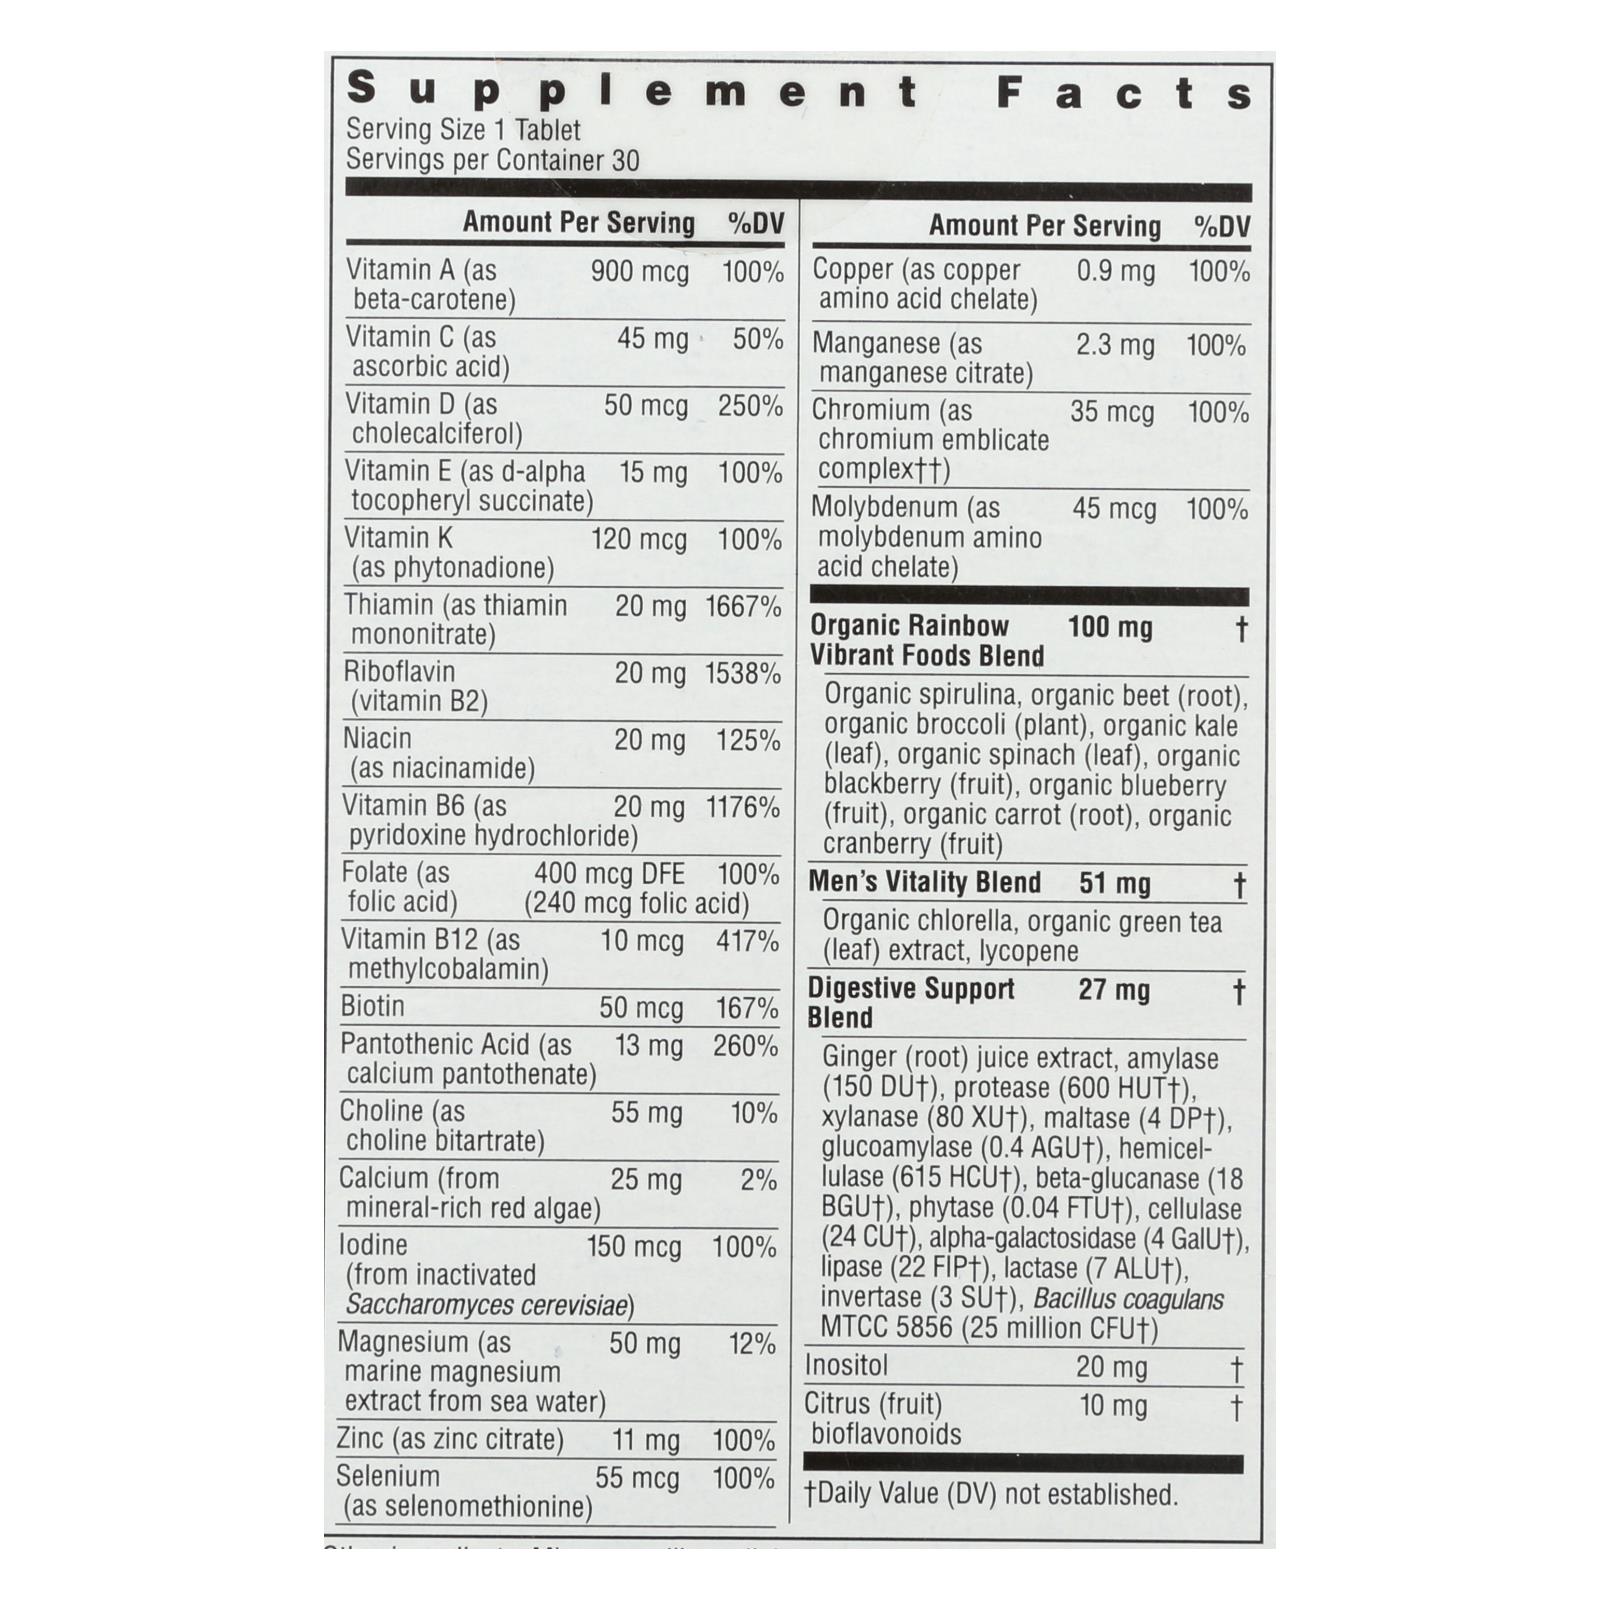 Supplement Facts
Serving Size 1 Tablet
Servings per Container 30
Amount Per Serving %DV
Vitamin A (as 900 mcg 100%
beta-carotene)
Vitamin C (as 45 mg 50%
ascorbic acid)
Vitamin D (as 50 mcg 250%
cholecalciferol)
Vitamin E (as d-alpha 15 mg 100%
tocopheryl succinate)
Vitamin K 120 mcg 100%
(as phytonadione)
Thiamin (as thiamin 20 mg 1667%
mononitrate)
Riboflavin 20 mg 1538%
(vitamin B2)
Niacin 20 mg 125%
(as niacinamide)
Vitamin B6 (as 20 mg 1176%
pyridoxine hydrochloride)
Folate (as 400 mcg DFE 100%
folic acid) (240 mcg folic acid)
Vitamin B12 (as 10 mcg 417%
methylcobalamin)
Biotin 50 mcg 167%
Pantothenic Acid (as 13 mg 260%
calcium pantothenate)
Choline (as 55 mg 10%
choline bitartrate)
Calcium (from 25 mg 2%
mineral-rich red algae)
Iodine 150 mcg 100%
(from inactivated
Saccharomyces cerevisiae)
Magnesium (as 50 mg 12%
marine magnesium
extract from sea water)
Zinc (as zinc citrate) 11 mg 100%
Selenium 55 mcg 100%
(as selenomethionine)
Amount Per Serving %DV
Copper (as copper 0.9 mg 100%
amino acid chelate)
Manganese (as 2.3 mg 100%
manganese citrate)
Chromium (as 35 mcg 100%
chromium emblicate
complex††)
Molybdenum (as 45 mcg 100%
molybdenum amino
acid chelate)
Organic Rainbow 100 mg †
Vibrant Foods Blend
Organic spirulina, organic beet (root),
organic broccoli (plant), organic kale
(leaf), organic spinach (leaf), organic
blackberry (fruit), organic blueberry
(fruit), organic carrot (root), organic
cranberry (fruit)
Men's Vitality Blend 51 mg †
Organic chlorella, organic green tea
(leaf) extract, lycopene
Digestive Support 27 mg †
Blend
Ginger (root) juice extract, amylase
(150 DU†), protease (600 HUT†),
xylanase (80 XU†), maltase (4 DP†),
glucoamylase (0.4 AGU†), hemicel-
lulase (615 HCU†), beta-glucanase (18
BGU†), phytase (0.04 FTU†), cellulase
(24 CU†), alpha-galactosidase (4 GalU†),
lipase (22 FIP†), lactase (7 ALU†),
invertase (3 SU†), Bacillus coagulans
MTCC 5856 (25 million CFU†)
Inositol 20 mg †
Citrus (fruit) 10 mg †
bioflavonoids
†Daily Value (DV) not established.